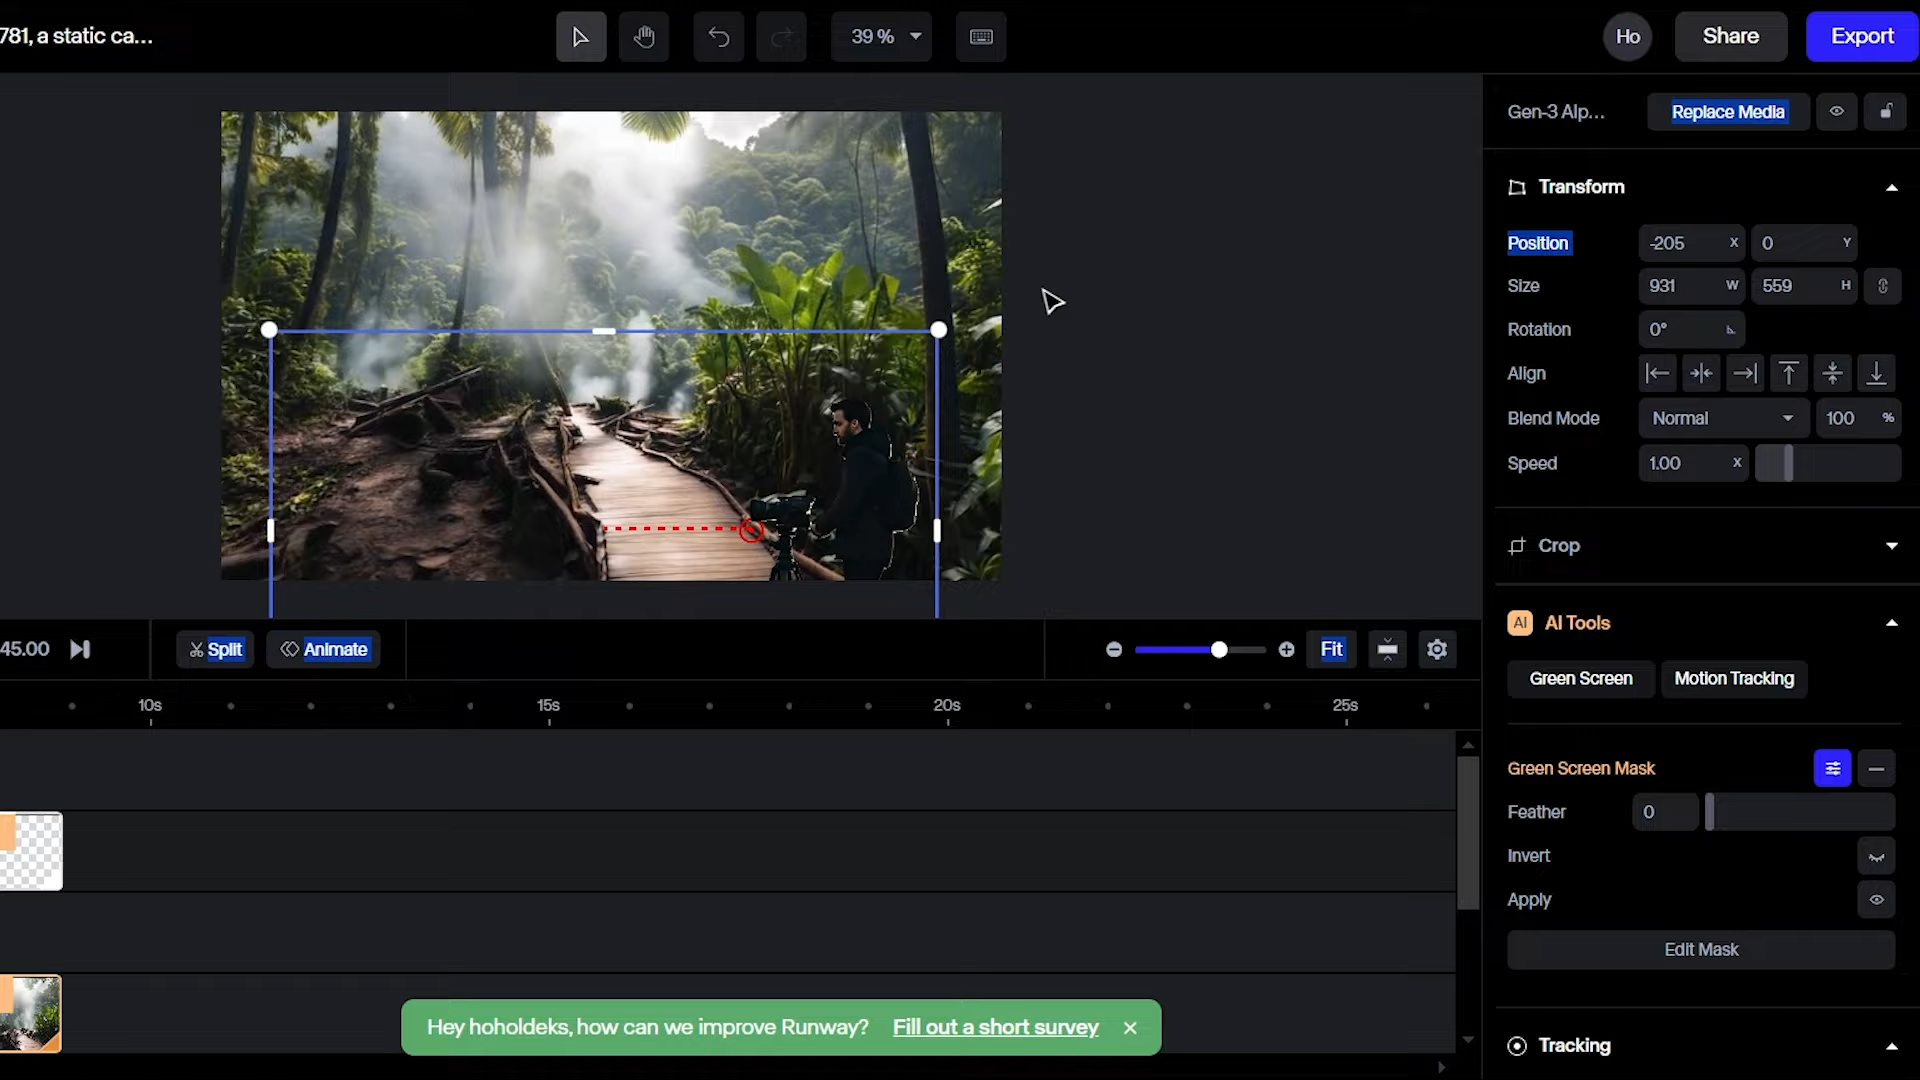 781, a static ca...
39 %
Ho
Share
Export
Gen-3 Alp...
Replace Media
Transform
Position
-205 X
0 Y
Size
931 W
559 H
Rotation
0°
Align
Blend Mode
Normal
100 %
Speed
1.00 X
Crop
AI AI Tools
Green Screen
Motion Tracking
Green Screen Mask
Feather
0
Invert
Apply
Edit Mask
Tracking
45.00
Split
Animate
Fit
10s
15s
20s
25s
Hey hoholdeks, how can we improve Runway? Fill out a short survey